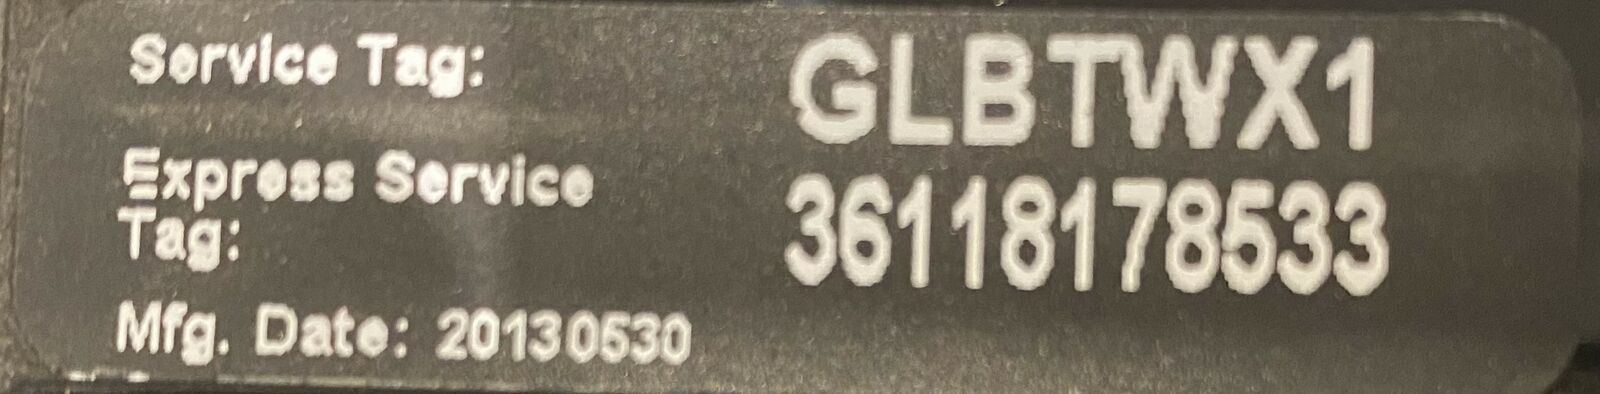 Service Tag: GLBTWX1
Express Service 36118178533
Tag:
Mfg. Date: 20130530